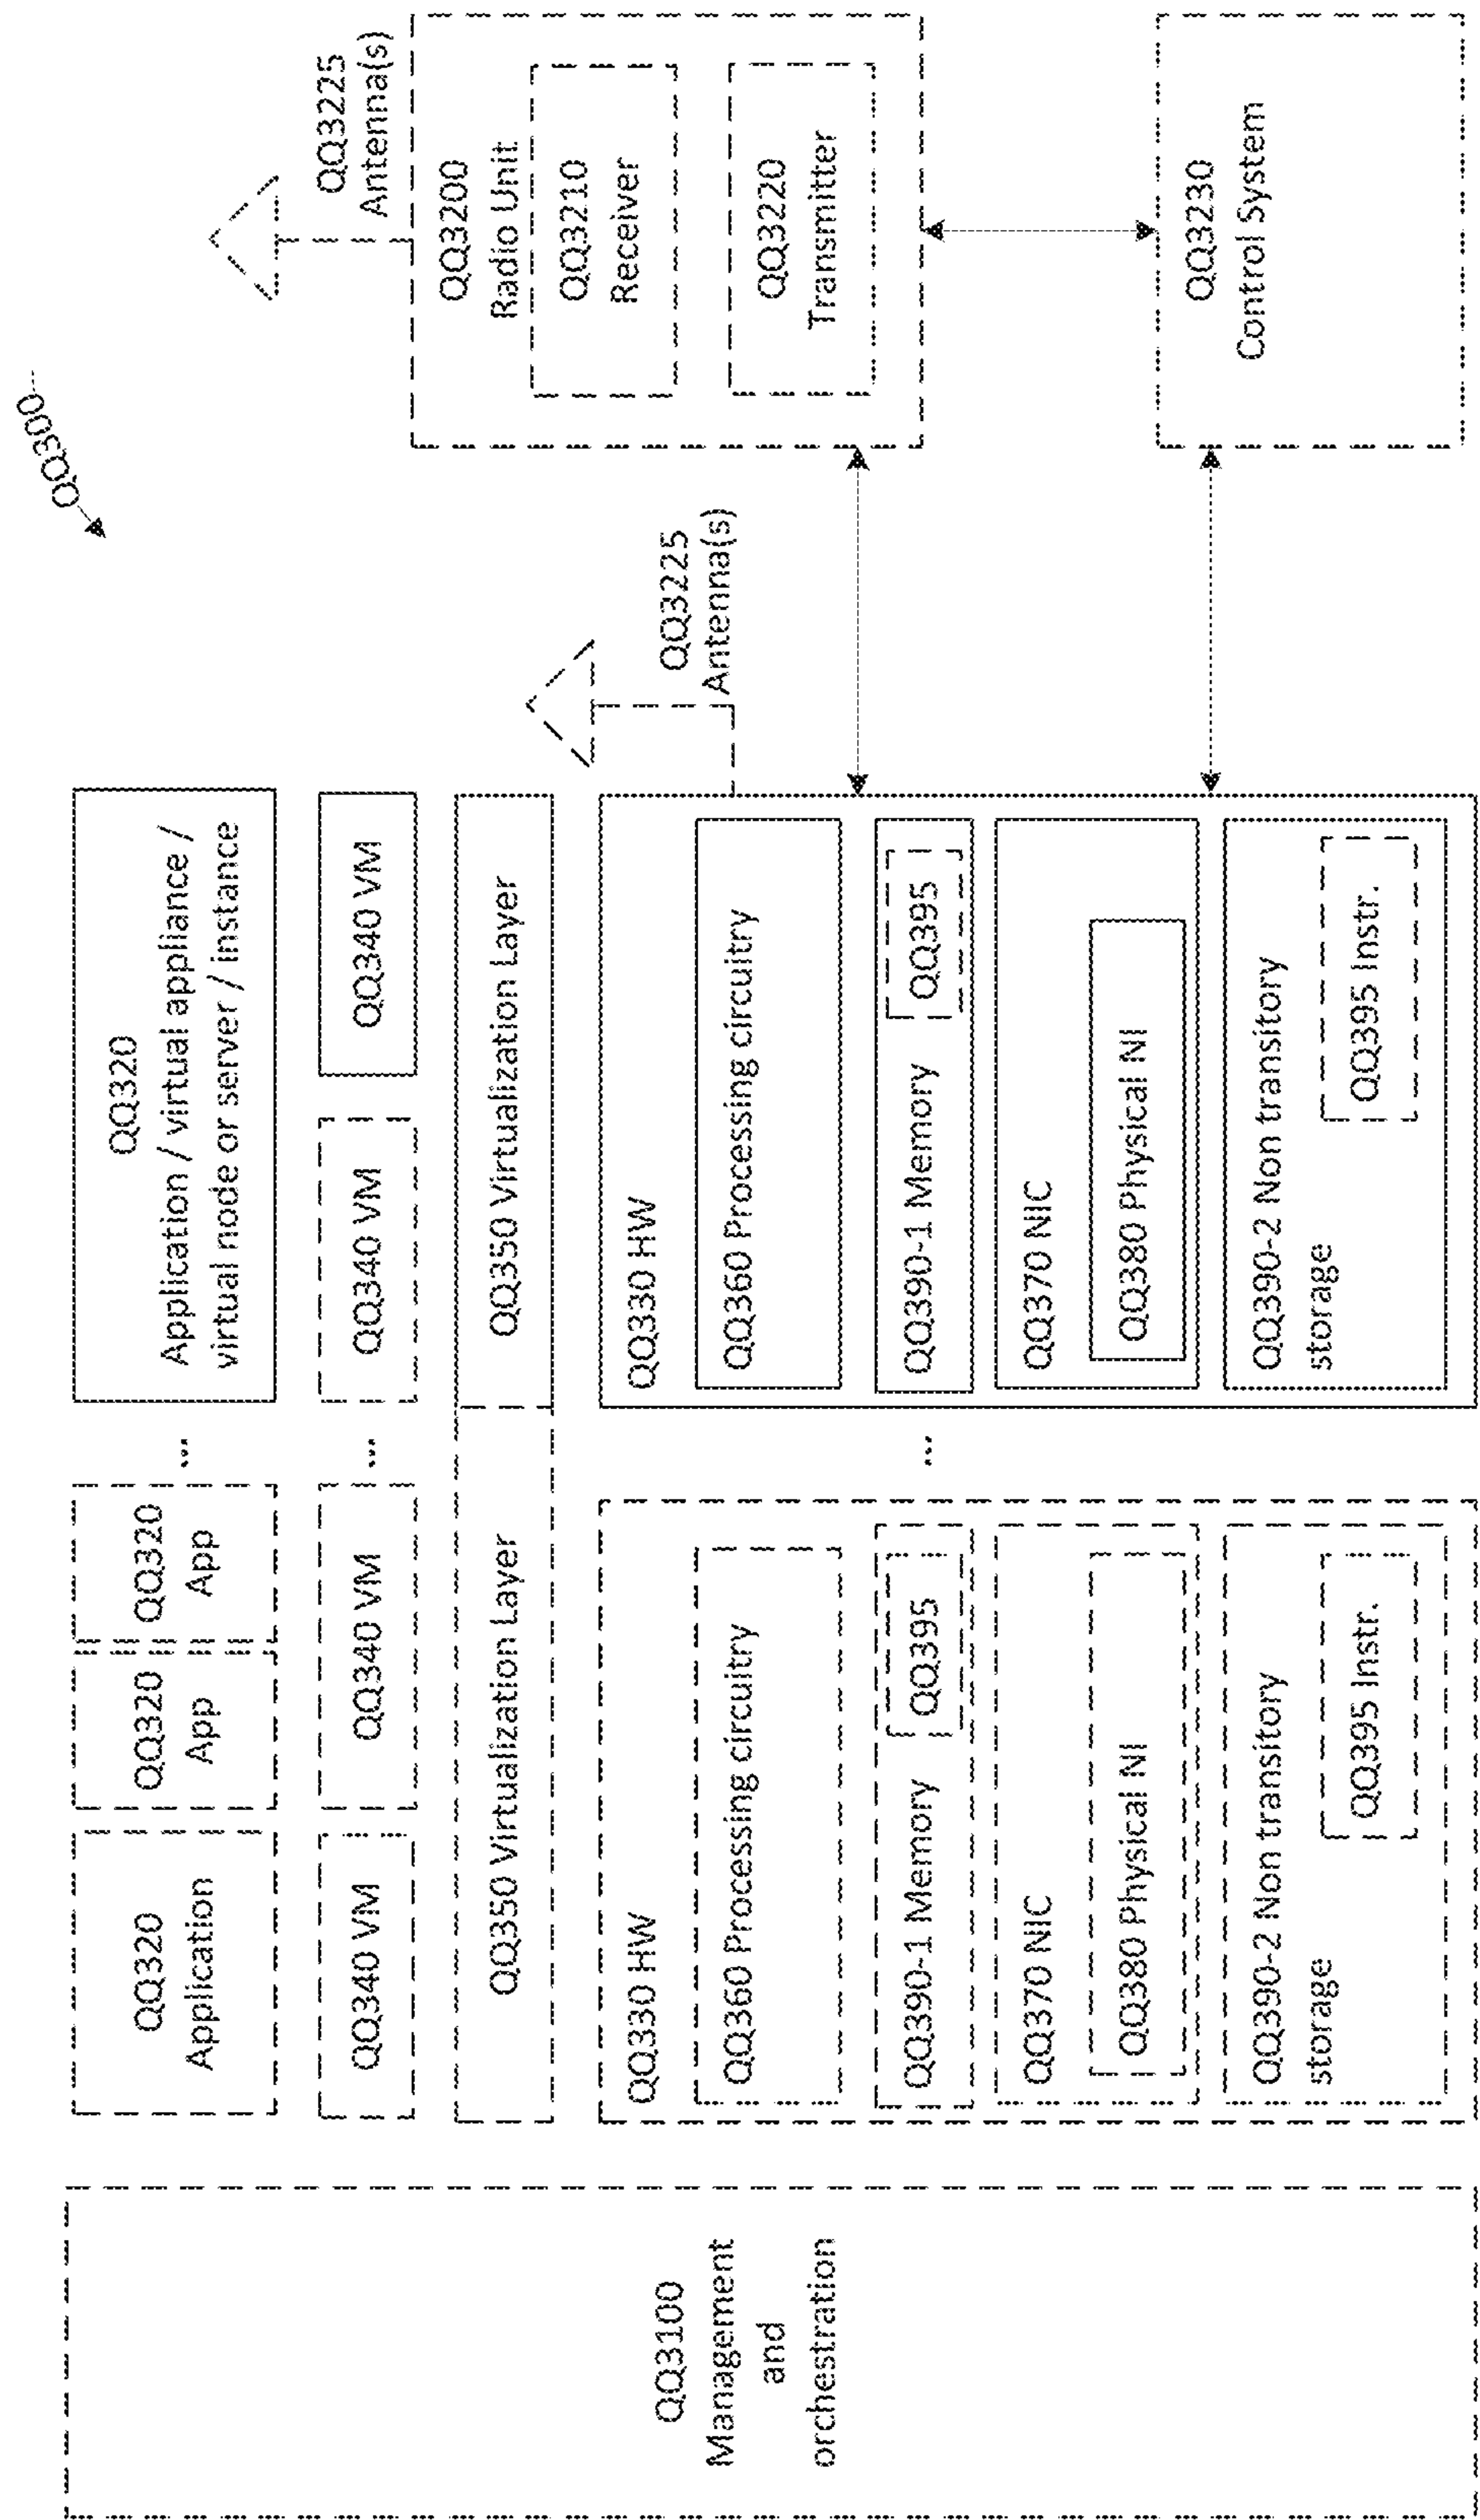 QQ300
QQ3100
Management
and
orchestration
QQ320
Application
QQ320
App
QQ320
App
...
QQ320
Application / virtual appliance /
virtual node or server / instance
QQ340 VM
QQ340 VM
...
QQ340 VM
QQ340 VM
QQ350 Virtualization Layer
QQ350 Virtualization Layer
QQ330 HW
QQ360 Processing circuitry
QQ390-1 Memory
QQ395
QQ370 NIC
QQ380 Physical NI
QQ390-2 Non transitory
storage
QQ395 Instr.
...
QQ330 HW
QQ360 Processing circuitry
QQ390-1 Memory
QQ395
QQ370 NIC
QQ380 Physical NI
QQ390-2 Non transitory
storage
QQ395 Instr.
QQ3225
Antenna(s)
QQ3225
Antenna(s)
QQ3200
Radio Unit
QQ3210
Receiver
QQ3220
Transmitter
QQ3230
Control System